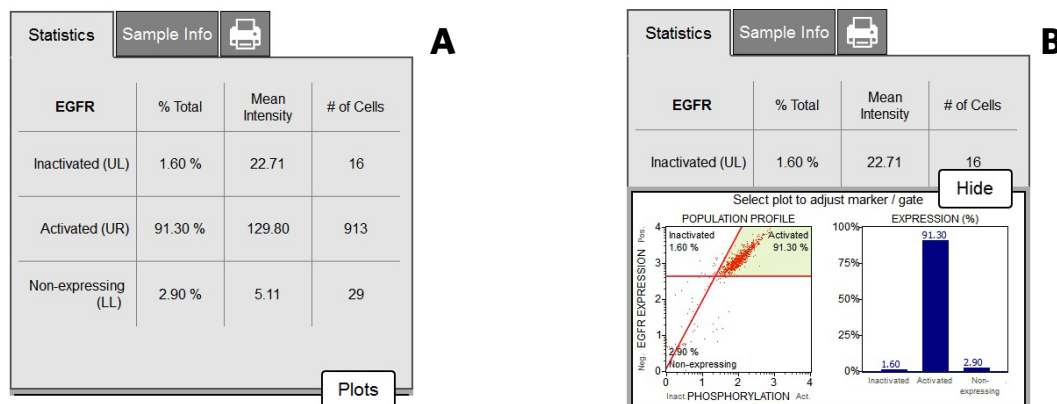 Statistics
Sample Info
A
EGFR
% Total
Mean
Intensity
# of Cells
Inactivated (UL)
1.60 %
22.71
16
Activated (UR)
91.30 %
129.80
913
Non-expressing
(LL)
2.90 %
5.11
29
Plots
Statistics
Sample Info
B
EGFR
% Total
Mean
Intensity
# of Cells
Inactivated (UL)
1.60 %
22.71
16
Hide
Select plot to adjust marker / gate
POPULATION PROFILE
Inactivated
1.60 %
Activated
91.30 %
2.90 %
Non-expressing
4
3
2
1
0
Neg. EGFR EXPRESSION Pos.
0 1 2 3 4
Inact. PHOSPHORYLATION Act.
EXPRESSION (%)
100%
75%
50%
25%
0%
1.60
91.30
2.90
Inactivated
Activated
Non-
expressing